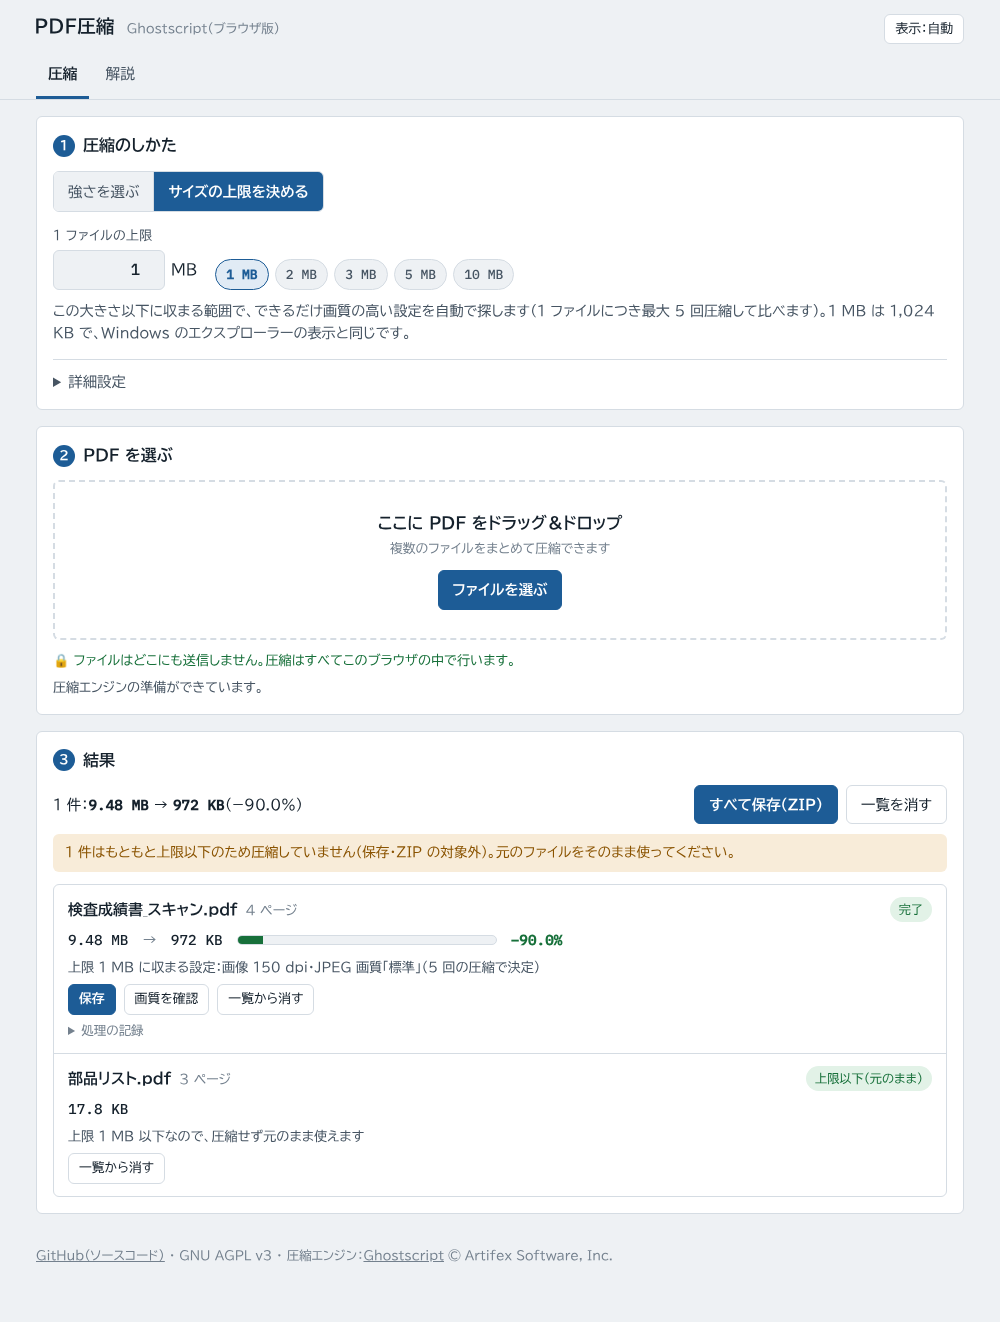 PDF圧縮 Ghostscript(ブラウザ版)
表示:自動
圧縮 解説
1 圧縮のしかた
強さを選ぶ サイズの上限を決める
1 ファイルの上限
1 MB 1 MB 2 MB 3 MB 5 MB 10 MB
この大きさ以下に収まる範囲で、できるだけ画質の高い設定を自動で探します(1 ファイルにつき最大 5 回圧縮して比べます)。1 MB は 1,024
KB で、Windows のエクスプローラーの表示と同じです。
▶ 詳細設定
2 PDF を選ぶ
ここに PDF をドラッグ&ドロップ
複数のファイルをまとめて圧縮できます
ファイルを選ぶ
🔒 ファイルはどこにも送信しません。圧縮はすべてこのブラウザの中で行います。
圧縮エンジンの準備ができています。
3 結果
1 件:9.48 MB → 972 KB(−90.0%)
すべて保存(ZIP) 一覧を消す
1 件はもともと上限以下のため圧縮していません(保存・ZIP の対象外)。元のファイルをそのまま使ってください。
検査成績書_スキャン.pdf 4 ページ 完了
9.48 MB → 972 KB −90.0%
上限 1 MB に収まる設定:画像 150 dpi・JPEG 画質「標準」(5 回の圧縮で決定)
保存 画質を確認 一覧から消す
▶ 処理の記録
部品リスト.pdf 3 ページ 上限以下(元のまま)
17.8 KB
上限 1 MB 以下なので、圧縮せず元のまま使えます
一覧から消す
GitHub(ソースコード) · GNU AGPL v3 · 圧縮エンジン:Ghostscript © Artifex Software, Inc.